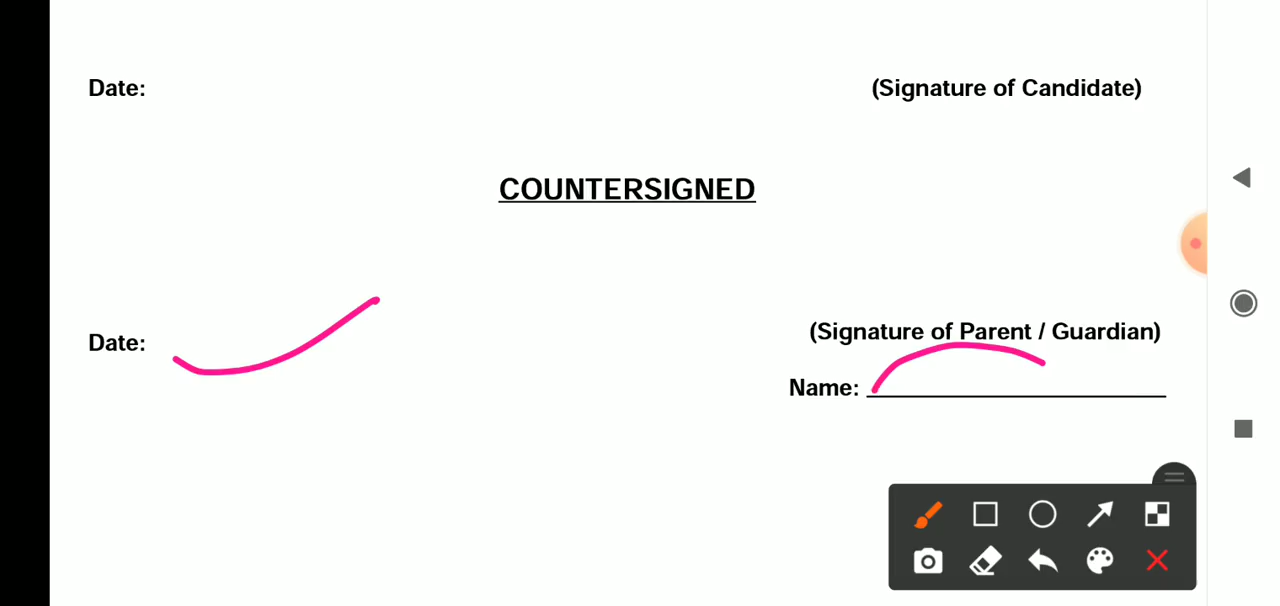 Date: (Signature of Candidate)
COUNTERSIGNED
(Signature of Parent / Guardian)
Date:
Name: